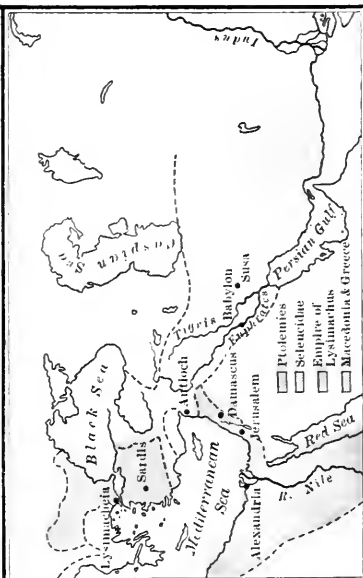 Black Sea
Caspian
Sea
Lysimacheia
Sardis
Antioch
Tigris
Mediterranean
Sea
Damascus
Euphrates
Babylon
Susa
Indus
Jerusalem
Alexandria
Persian Gulf
R. Nile
Red Sea
Ptolemies
Seleucidae
Empire of
Lysimachus
Macedonia & Greece